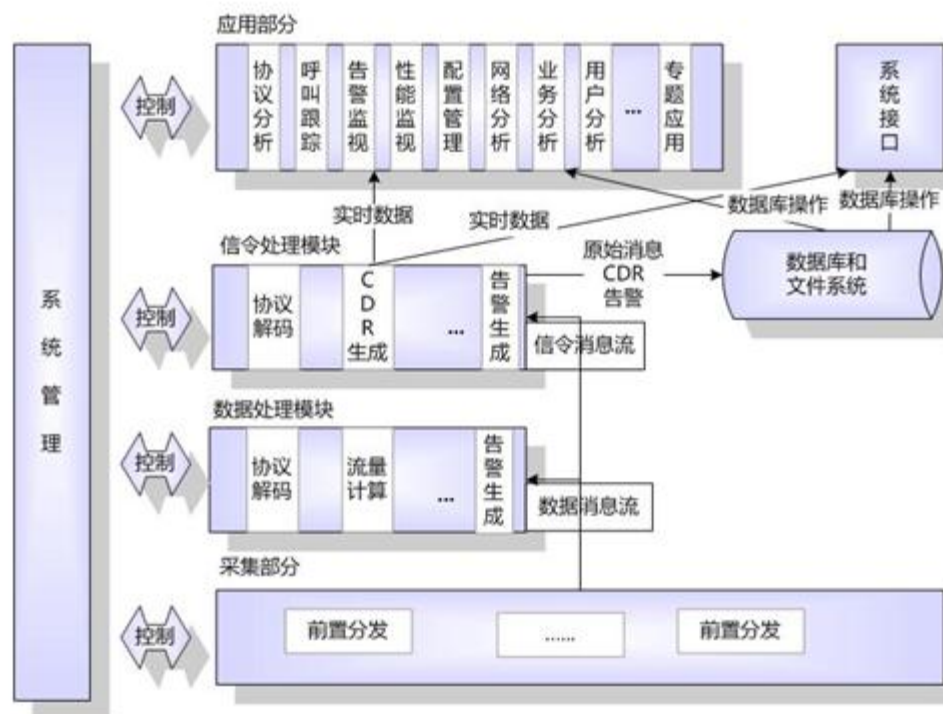 应用部分
控制
协议分析
呼叫跟踪
告警监视
性能监视
配置管理
网络分析
业务分析
用户分析
...
专题应用
系统接口
实时数据
实时数据
数据库操作
数据库操作
系统管理
信令处理模块
控制
协议
解码
CDR生成
...
告警生成
原始消息
CDR
告警
数据库和
文件系统
信令消息流
数据处理模块
控制
协议
解码
流量
计算
...
告警生成
数据消息流
采集部分
控制
前置分发
......
前置分发